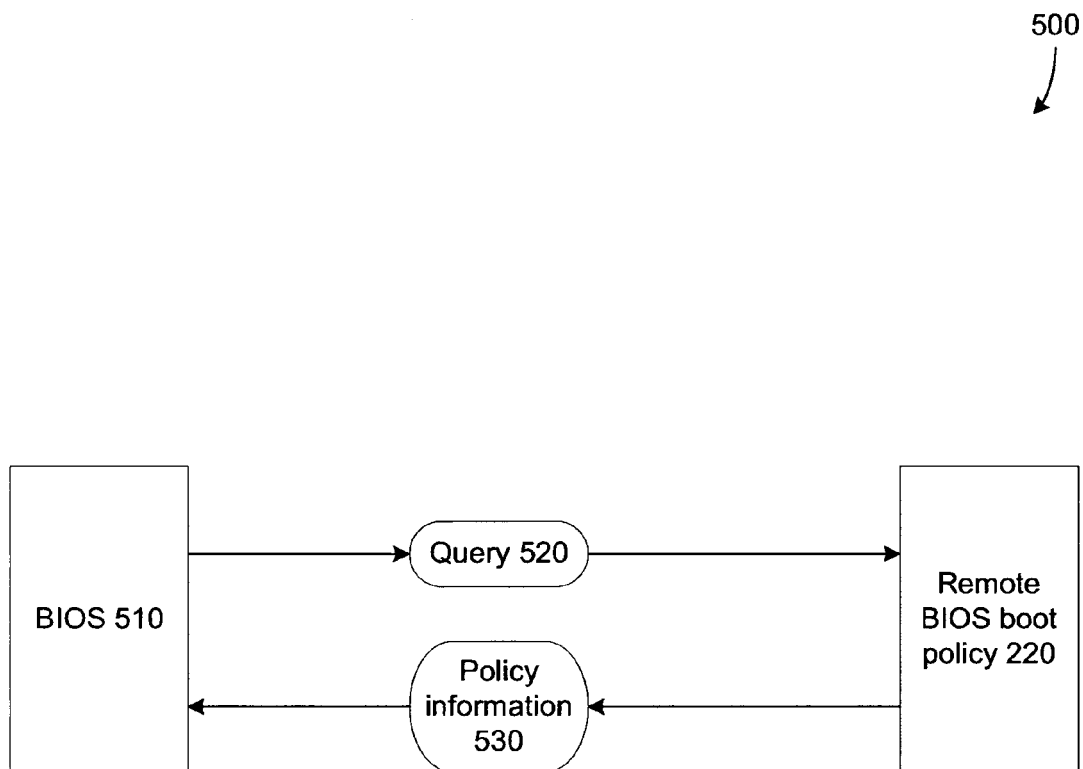 500
Query 520
BIOS 510
Remote
BIOS boot
policy 220
Policy
information
530